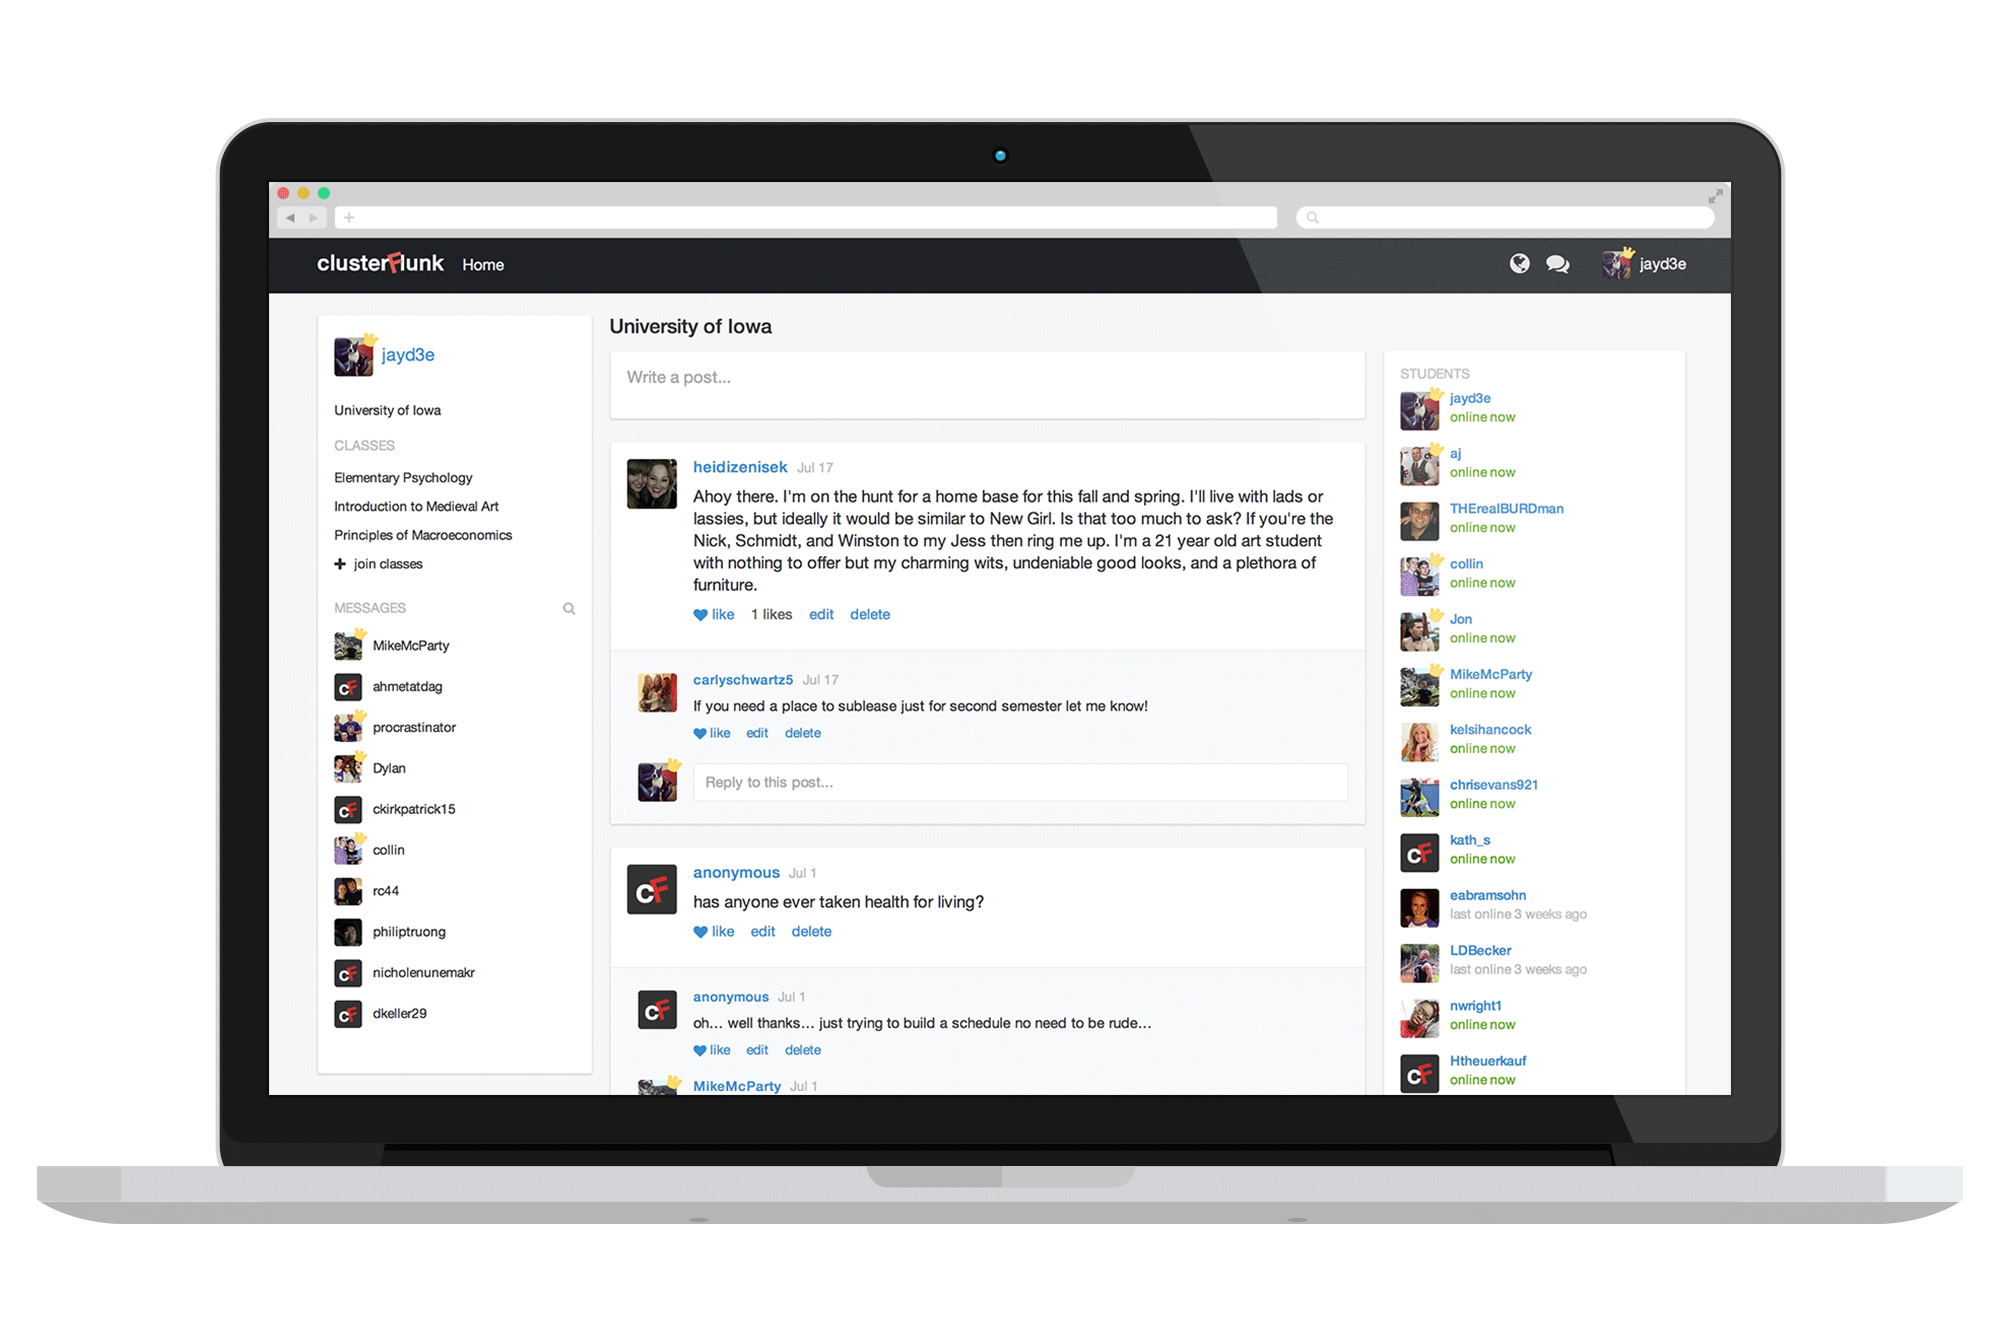 clusterFlunk Home jayd3e
jayd3e
University of Iowa
CLASSES
Elementary Psychology
Introduction to Medieval Art
Principles of Macroeconomics
join classes
MESSAGES
MikeMcParty
ahmetatdag
procrastinator
Dylan
ckirkpatrick15
collin
rc44
philiptruong
nicholenunemakr
dkeller29
University of Iowa
Write a post...
heidizenisek Jul 17
Ahoy there. I'm on the hunt for a home base for this fall and spring. I'll live with lads or
lassies, but ideally it would be similar to New Girl. Is that too much to ask? If you're the
Nick, Schmidt, and Winston to my Jess then ring me up. I'm a 21 year old art student
with nothing to offer but my charming wits, undeniable good looks, and a plethora of
furniture.
like 1 likes edit delete
carlyschwartz5 Jul 17
If you need a place to sublease just for second semester let me know!
like edit delete
Reply to this post...
cF
anonymous Jul 1
has anyone ever taken health for living?
like edit delete
cF
anonymous Jul 1
oh... well thanks... just trying to build a schedule no need to be rude...
like edit delete
MikeMcParty Jul 1
STUDENTS
jayd3e
online now
aj
online now
THErealBURDman
online now
collin
online now
Jon
online now
MikeMcParty
online now
kelsihancock
online now
chrisevans921
online now
kath_s
online now
eabramsohn
last online 3 weeks ago
LDBecker
last online 3 weeks ago
nwright1
online now
Htheuerkauf
online now